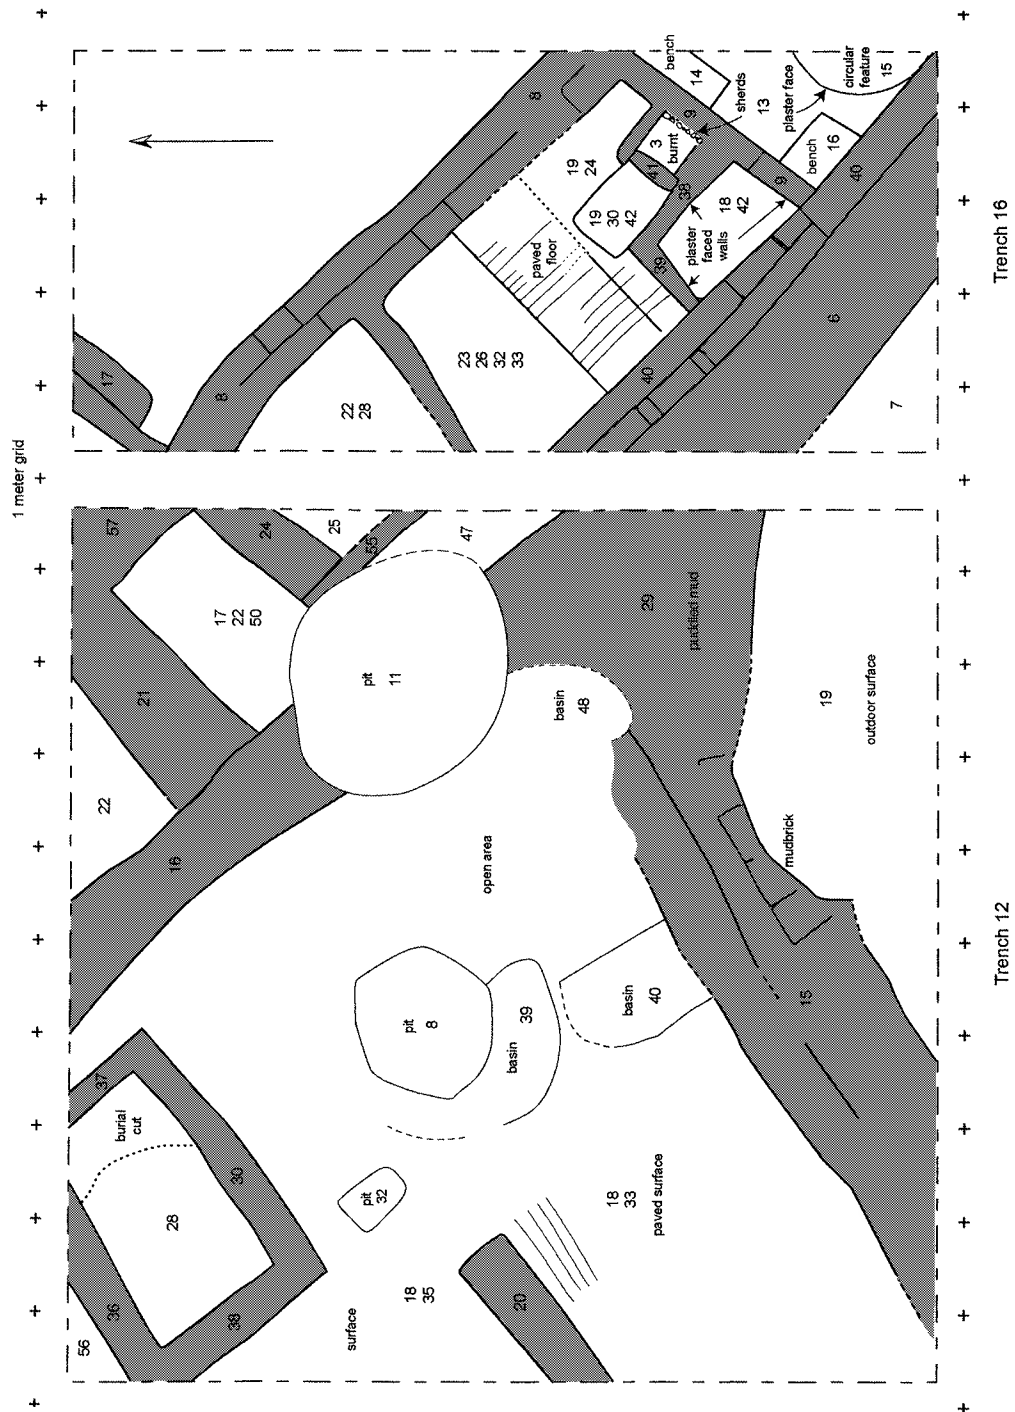 1 meter grid
Trench 16
Trench 12
8
bench
14
9
sherds
13
plaster face
circular
feature
15
bench
16
40
9
3
burnt
41
38
19
24
19
30
42
18
42
plaster
faced
walls
39
paved
floor
6
17
8
22
28
23
26
32
33
40
7
57
24
25
55
47
17
22
50
21
22
16
pit
11
basin
48
29
puddled mud
19
outdoor surface
mudbrick
open area
pit
8
basin
39
basin
40
15
37
burial
cut
30
28
36
38
56
pit
32
18
33
paved surface
18
35
surface
20